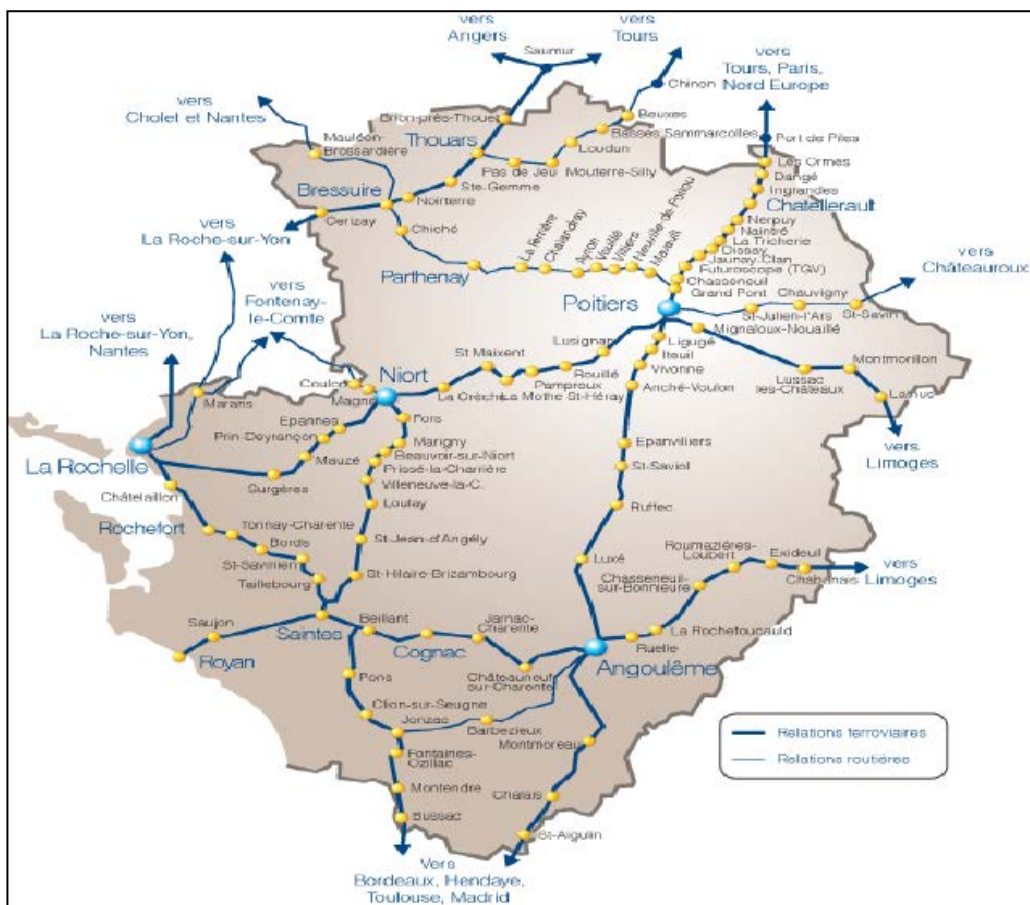 vers
Angers
vers
Tours
Saumur
vers
Tours, Paris,
Nord Europe
Chinon
vers
Cholet et Nantes
Brion-près-Thouet
Beuxes
Mauléon-
Brossardière
Thouars
Basses Sammarcolles
Port de Piles
Loudun
Les Ormes
Pas de Jeu
Mouterre-Silly
Dangé
Ingrandes
Bressuire
Ste-Gemme
Noirterre
Chatellerault
Cerizay
Nerpuy
Naintré
La Tricherie
Dissay
Jaunay-Clan
Futuroscope (TGV)
Chasseneuil
Grand Pont
vers
La Roche-sur-Yon
Chiché
La Ferrière
Chalandray
Ayron
Vouillé
Villiers
Neuville-de-Poitou
Migné
Parthenay
vers
Châteauroux
Poitiers
Chauvigny
St-Julien-l'Ars
St-Savin
Mignaloux-Nouaillé
vers
Fontenay-
le-Comte
vers
La Roche-sur-Yon,
Nantes
Lusignan
Ligugé
Iteuil
Vivonne
St Maixent
Rouillé
Pamproux
La Crèche
La Mothe-St-Héray
Anché-Voulon
Montmorillon
Lussac
les-Châteaux
Lathus
vers
Limoges
Coulon
Magné
Niort
Marans
Fors
Epannes
Prin-Deyrançon
Marigny
Beauvoir-sur-Niort
Mauzé
Prissé-la-Charrière
Villeneuve-la-C.
Epanvilliers
St-Saviol
La Rochelle
Surgères
Loulay
Ruffec
Châtelaillon
Rochefort
Tonnay-Charente
Bords
St-Jean-d'Angély
St-Savinien
Taillebourg
St-Hilaire-Brizambourg
Luxé
Roumazières-
Loubert
Exideuil
Chabanais
vers
Limoges
Chasseneuil
-sur-Bonnieure
Saujon
Royan
Saintes
Beillant
Cognac
Jarnac-
Charente
La Rochefoucauld
Ruelle
Angoulême
Pons
Châteauneuf
sur-Charente
Clion-sur-Seugne
Jonzac
Barbezieux
Montmoreau
Fontaines-
Ozillac
Montendre
Chalais
Bussac
St-Aigulin
Relations ferroviaires
Relations routières
Vers
Bordeaux, Hendaye,
Toulouse, Madrid